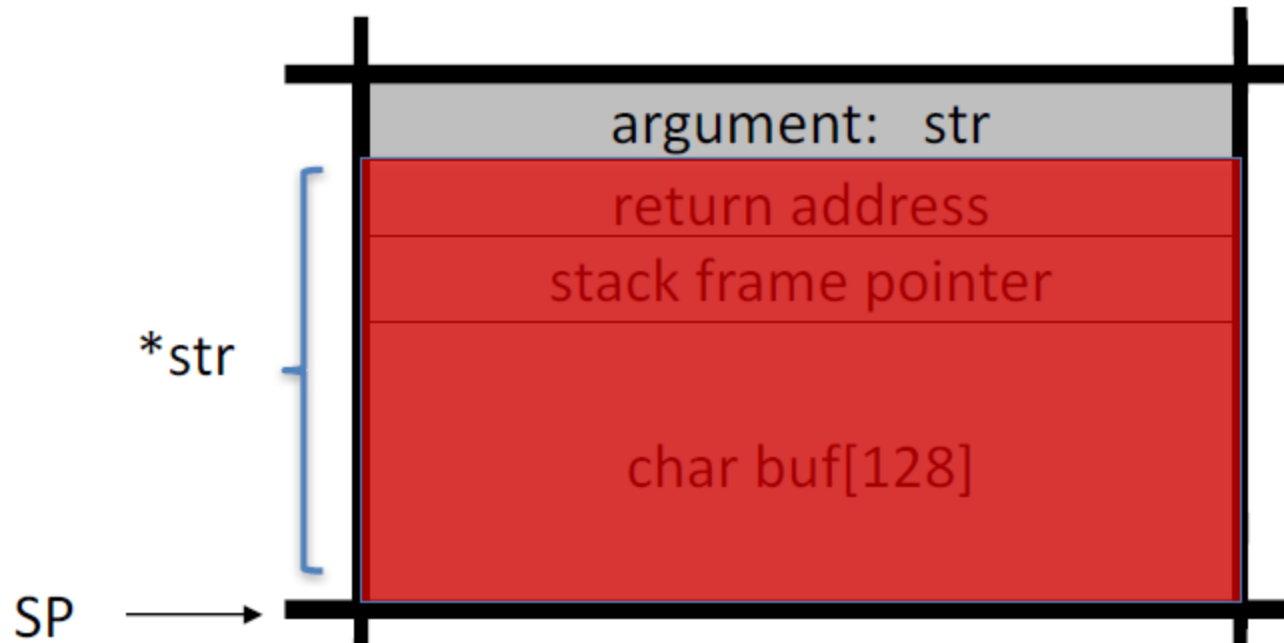 argument: str
return address
stack frame pointer
*str
char buf[128]
SP